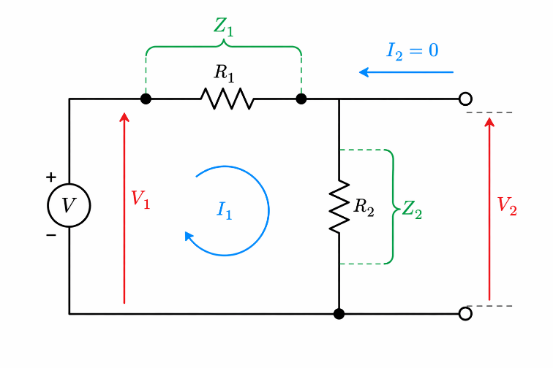 Z₁
I₂ = 0
R₁
+
V
−
V₁
I₁
R₂
Z₂
V₂